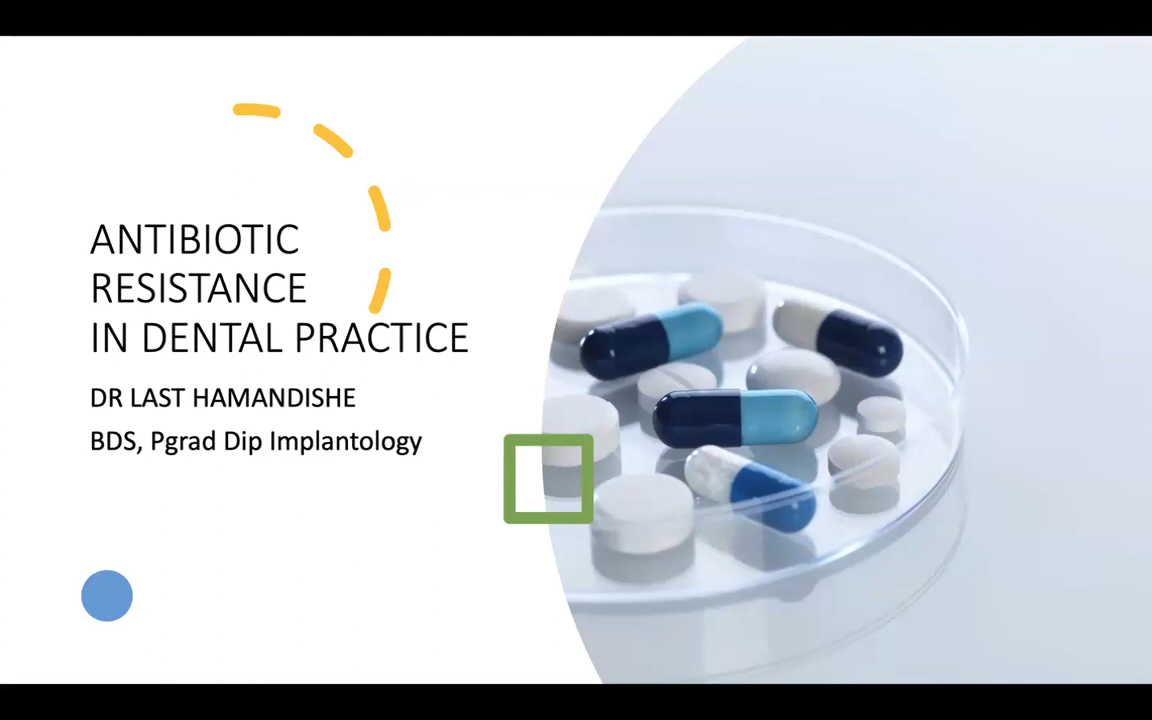 ANTIBIOTIC
RESISTANCE
IN DENTAL PRACTICE
DR LAST HAMANDISHE
BDS, Pgrad Dip Implantology